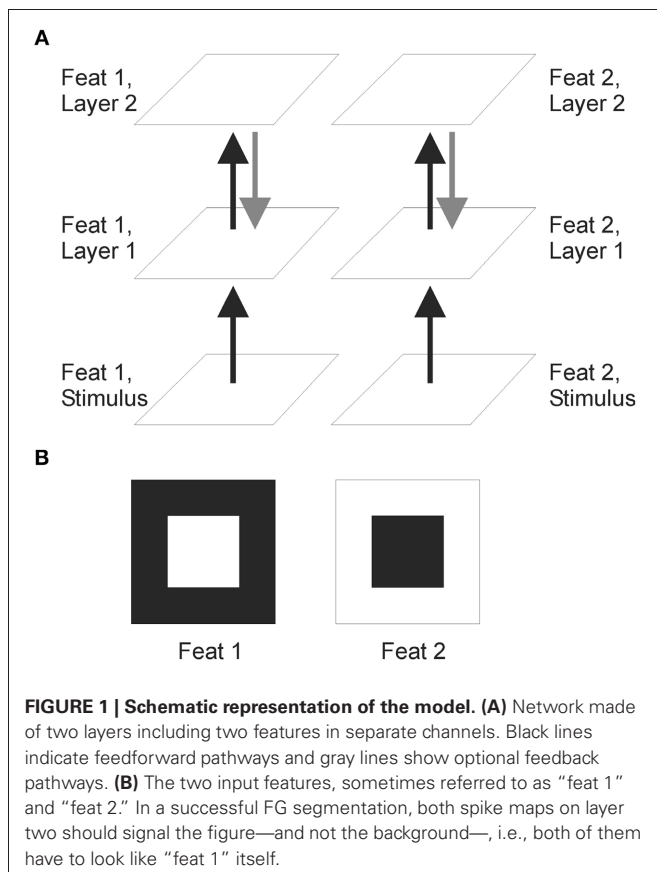 A
Feat 1,
Layer 2
Feat 2,
Layer 2
Feat 1,
Layer 1
Feat 2,
Layer 1
Feat 1,
Stimulus
Feat 2,
Stimulus
B
Feat 1
Feat 2
FIGURE 1 | Schematic representation of the model. (A) Network made
of two layers including two features in separate channels. Black lines
indicate feedforward pathways and gray lines show optional feedback
pathways. (B) The two input features, sometimes referred to as “feat 1”
and “feat 2.” In a successful FG segmentation, both spike maps on layer
two should signal the figure—and not the background—, i.e., both of them
have to look like “feat 1” itself.